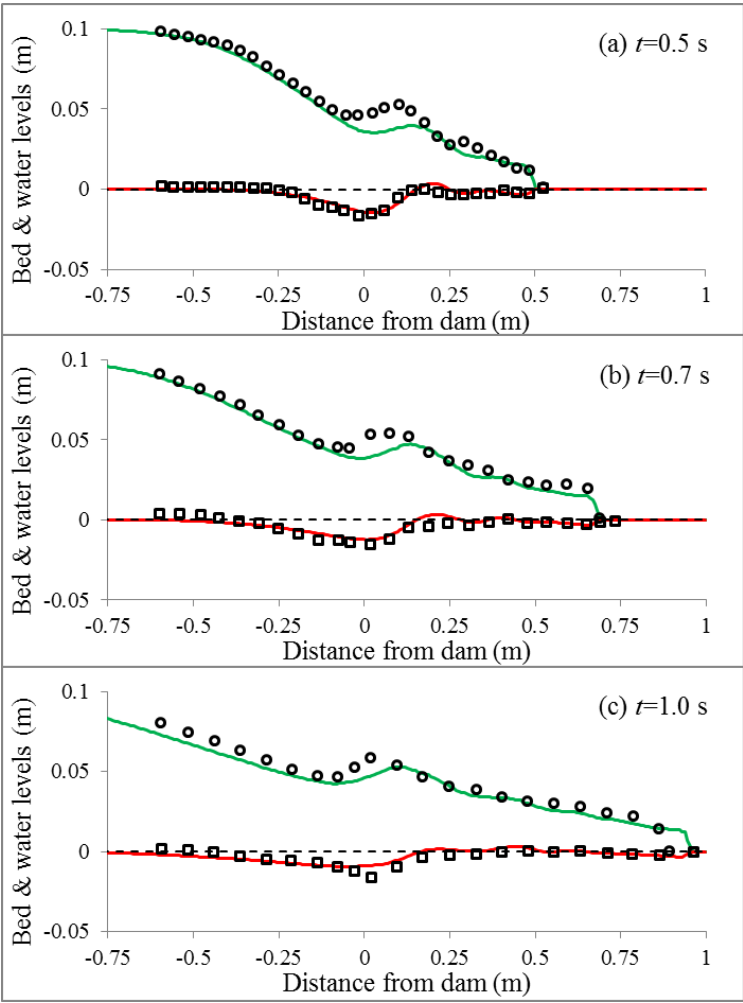 (a) t=0.5 s
Bed & water levels (m)
0.1
0.05
0
-0.05
-0.75 -0.5 -0.25 0 0.25 0.5 0.75 1
Distance from dam (m)
(b) t=0.7 s
Bed & water levels (m)
0.1
0.05
0
-0.05
-0.75 -0.5 -0.25 0 0.25 0.5 0.75 1
Distance from dam (m)
(c) t=1.0 s
Bed & water levels (m)
0.1
0.05
0
-0.05
-0.75 -0.5 -0.25 0 0.25 0.5 0.75 1
Distance from dam (m)